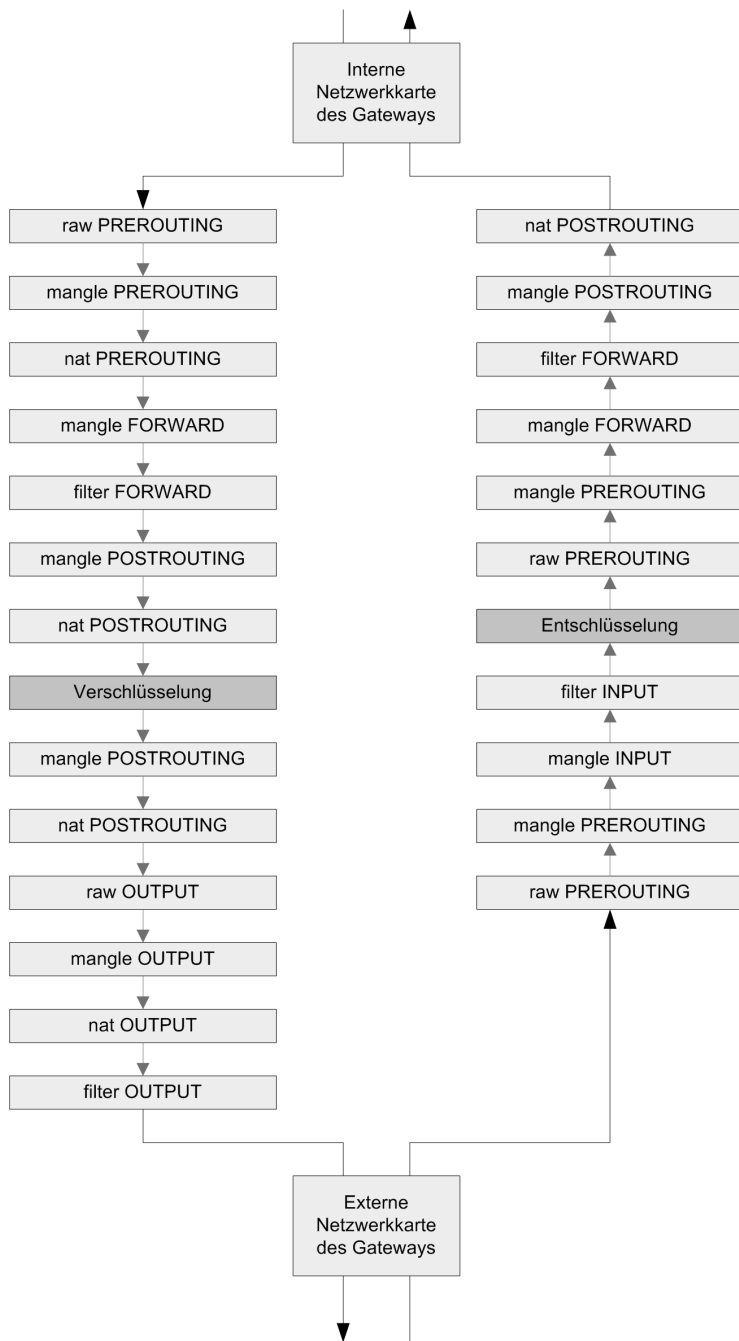 Interne
Netzwerkkarte
des Gateways
raw PREROUTING
mangle PREROUTING
nat PREROUTING
mangle FORWARD
filter FORWARD
mangle POSTROUTING
nat POSTROUTING
Verschlüsselung
mangle POSTROUTING
nat POSTROUTING
raw OUTPUT
mangle OUTPUT
nat OUTPUT
filter OUTPUT
nat POSTROUTING
mangle POSTROUTING
filter FORWARD
mangle FORWARD
mangle PREROUTING
raw PREROUTING
Entschlüsselung
filter INPUT
mangle INPUT
mangle PREROUTING
raw PREROUTING
Externe
Netzwerkkarte
des Gateways